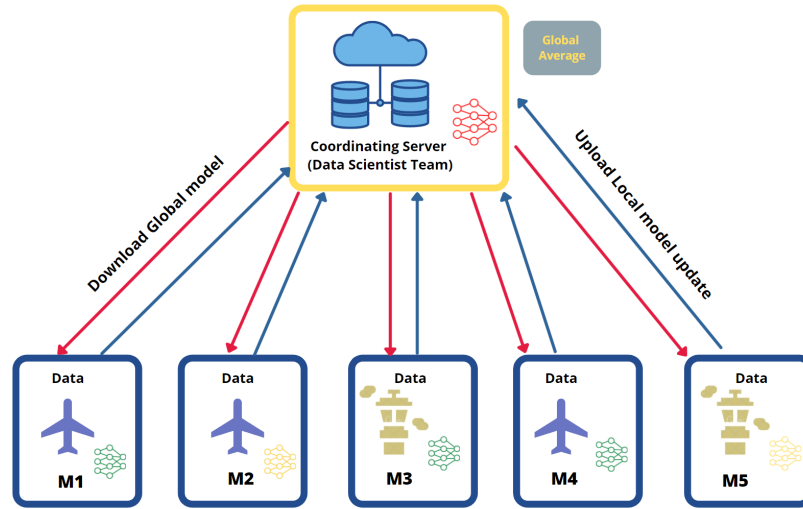 Global
Average
Coordinating Server
(Data Scientist Team)
Download Global model
Upload Local model update
Data
M1
Data
M2
Data
M3
Data
M4
Data
M5